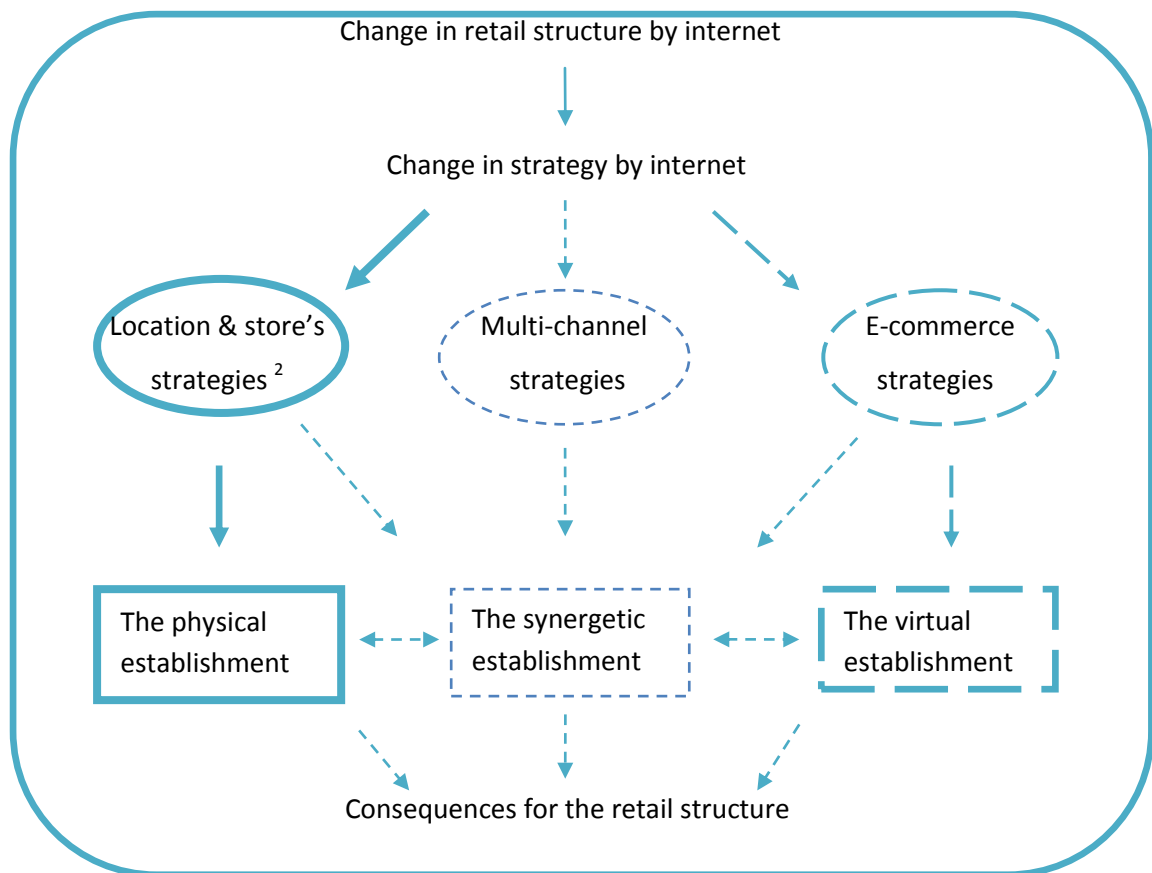 Change in retail structure by internet
Change in strategy by internet
Location & store’s
strategies ²
Multi-channel
strategies
E-commerce
strategies
The physical
establishment
The synergetic
establishment
The virtual
establishment
Consequences for the retail structure